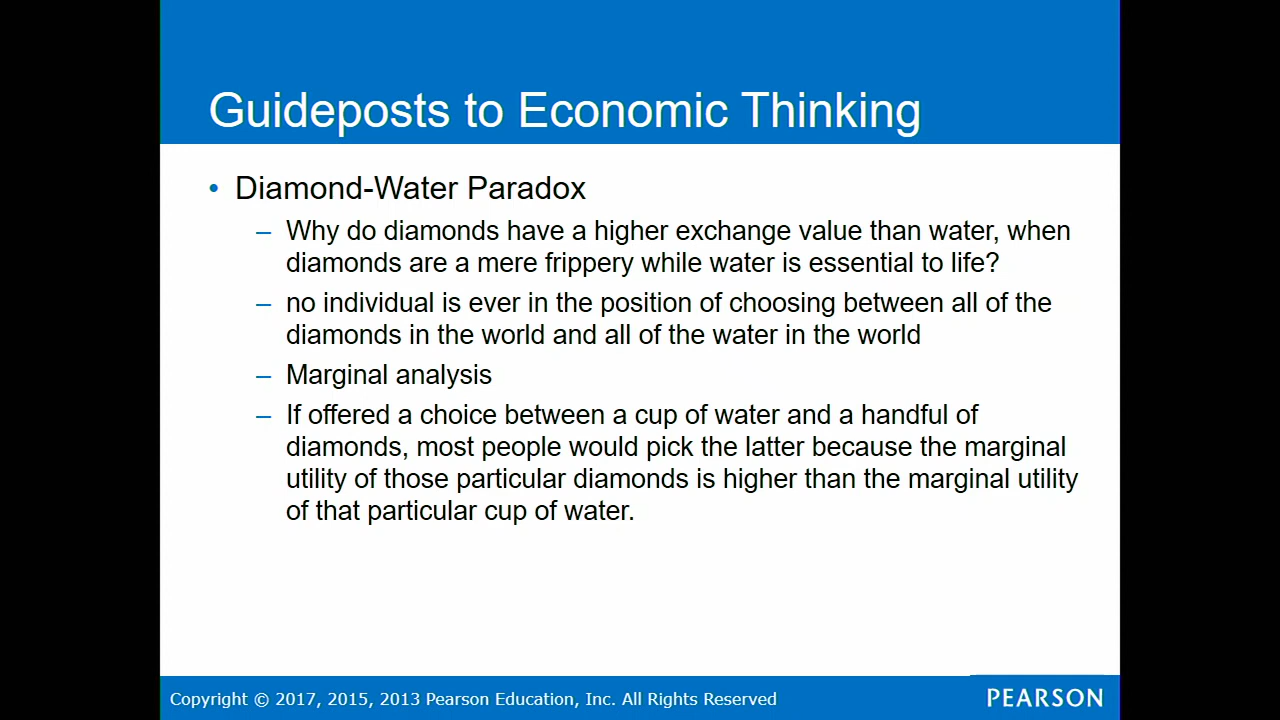 Guideposts to Economic Thinking
• Diamond-Water Paradox
– Why do diamonds have a higher exchange value than water, when
diamonds are a mere frippery while water is essential to life?
– no individual is ever in the position of choosing between all of the
diamonds in the world and all of the water in the world
– Marginal analysis
– If offered a choice between a cup of water and a handful of
diamonds, most people would pick the latter because the marginal
utility of those particular diamonds is higher than the marginal utility
of that particular cup of water.
Copyright © 2017, 2015, 2013 Pearson Education, Inc. All Rights Reserved
PEARSON